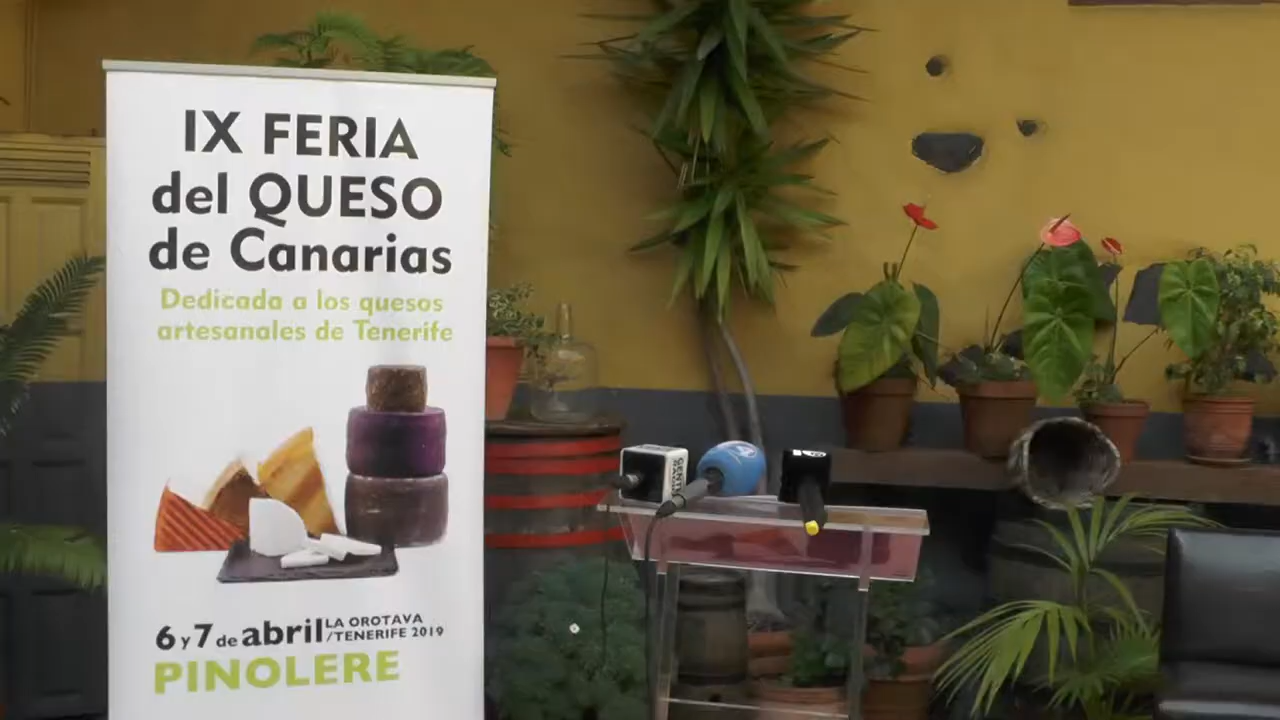 IX FERIA
del QUESO
de Canarias
Dedicada a los quesos
artesanales de Tenerife
6 y 7 de abril LA OROTAVA
/TENERIFE 2019
PINOLERE